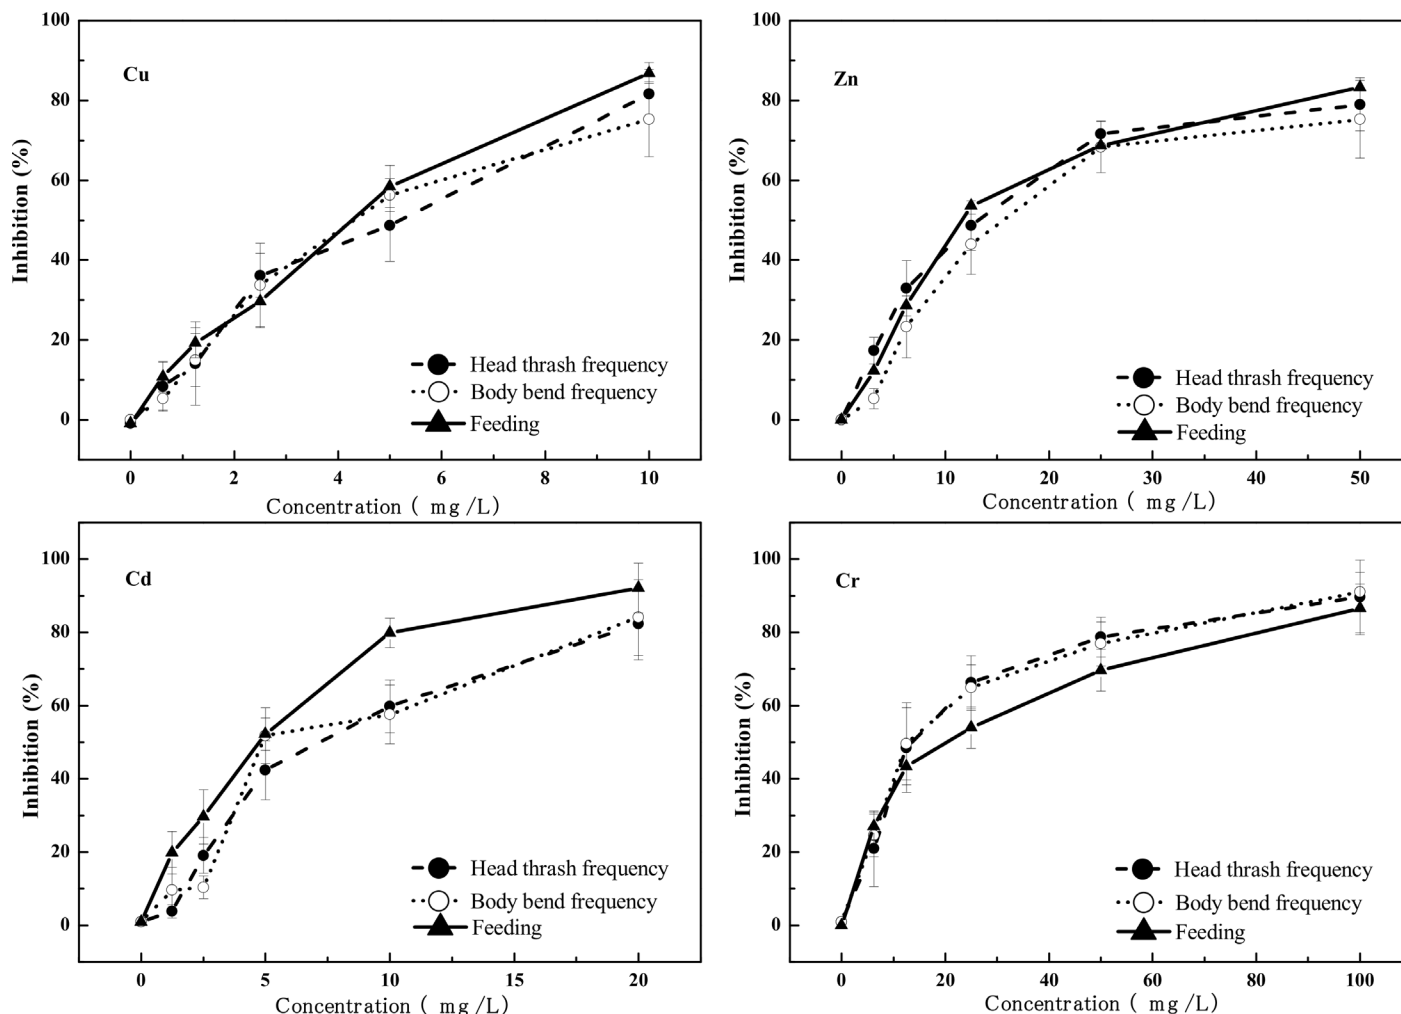 100
80
60
40
20
0
Inhibition (%)
Cu
Head thrash frequency
Body bend frequency
Feeding
0 2 4 6 8 10
Concentration ( mg /L)
100
80
60
40
20
0
Inhibition (%)
Zn
Head thrash frequency
Body bend frequency
Feeding
0 10 20 30 40 50
Concentration ( mg /L)
100
80
60
40
20
0
Inhibition (%)
Cd
Head thrash frequency
Body bend frequency
Feeding
0 5 10 15 20
Concentration ( mg /L)
100
80
60
40
20
0
Inhibition (%)
Cr
Head thrash frequency
Body bend frequency
Feeding
0 20 40 60 80 100
Concentration ( mg /L)